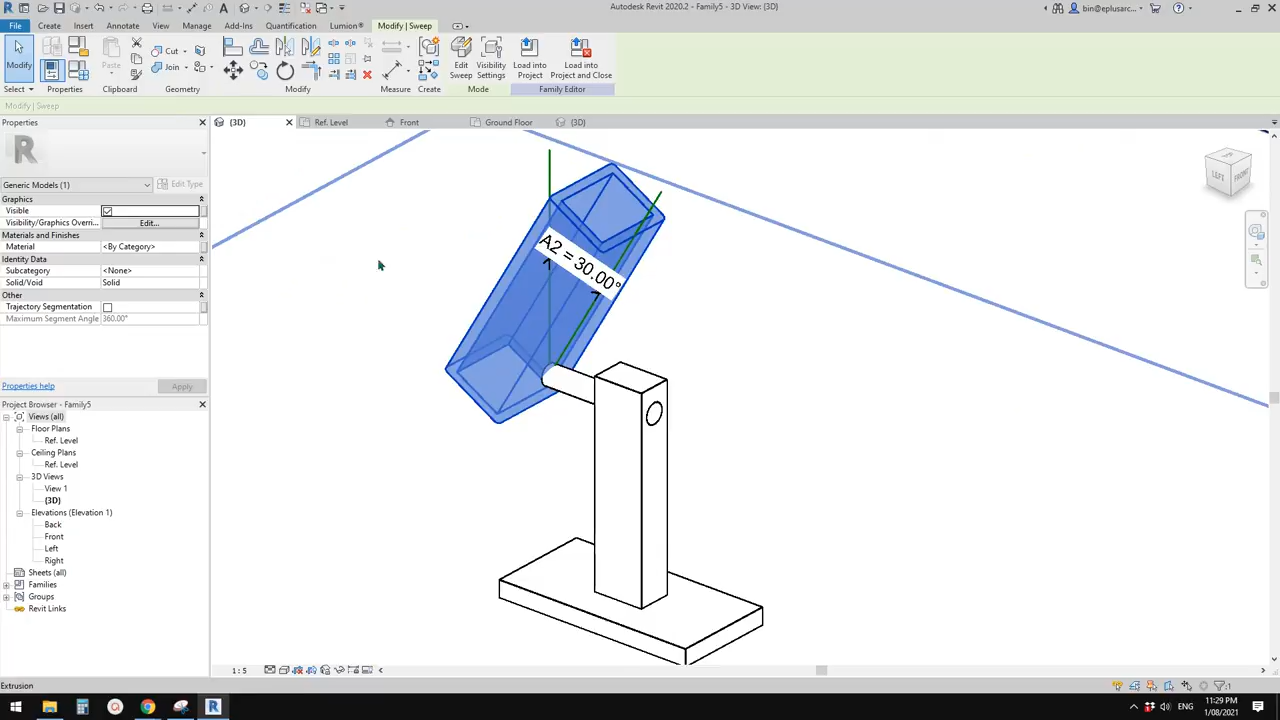 Autodesk Revit 2020.2 - Family5 - 3D View: {3D}
bin@eplusarc...
File Create Insert Annotate View Manage Add-Ins Quantification Lumion® Modify | Sweep
Modify
Paste
Cut
Join
Edit Sweep
Visibility Settings
Load into Project
Load into Project and Close
Select Properties Clipboard Geometry Modify Measure Create Mode Family Editor
Modify | Sweep
Properties
{3D} Ref. Level Front Ground Floor {3D}
Generic Models (1) Edit Type
Graphics
Visible
Visibility/Graphics Overri... Edit...
Materials and Finishes
Material <By Category>
Identity Data
Subcategory <None>
Solid/Void Solid
Other
Trajectory Segmentation
Maximum Segment Angle 360.00°
Properties help Apply
Project Browser - Family5
Views (all)
Floor Plans
Ref. Level
Ceiling Plans
Ref. Level
3D Views
View 1
{3D}
Elevations (Elevation 1)
Back
Front
Left
Right
Sheets (all)
Families
Groups
Revit Links
A2 = 30.00°
LEFT FRONT
1 : 5
Extrusion
:0
ENG
11:29 PM
1/08/2021